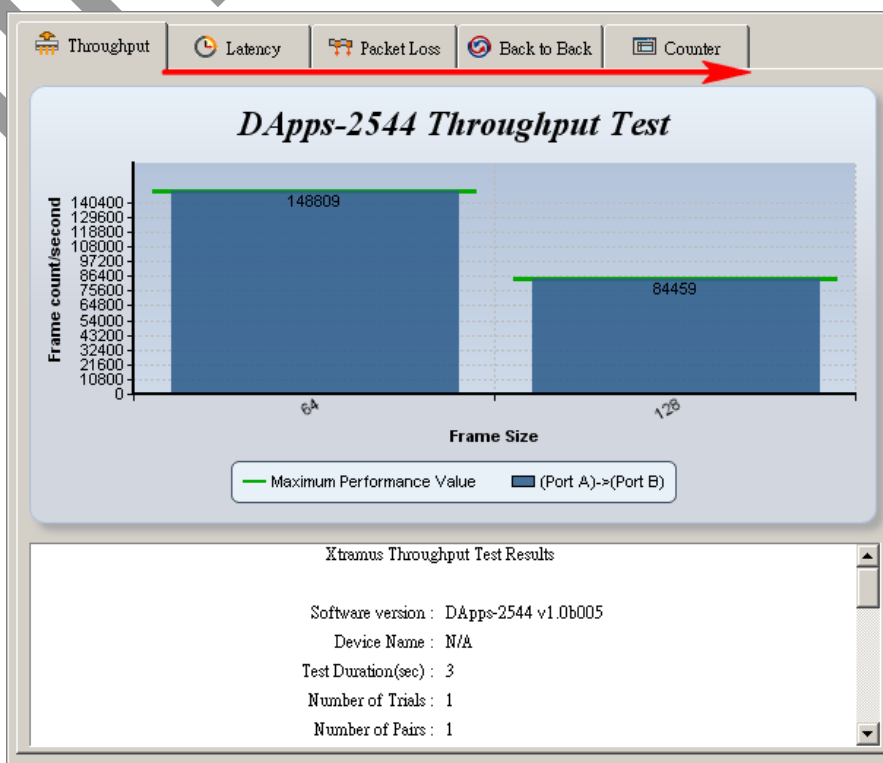 Throughput
Latency
Packet Loss
Back to Back
Counter
DApps-2544 Throughput Test
Frame count/second
140400
129600
118800
108000
97200
86400
75600
64800
54000
43200
32400
21600
10800
0
148809
84459
64
128
Frame Size
Maximum Performance Value
(Port A)->(Port B)
Xtramus Throughput Test Results
Software version : DApps-2544 v1.0b005
Device Name : N/A
Test Duration(sec) : 3
Number of Trials : 1
Number of Pairs : 1